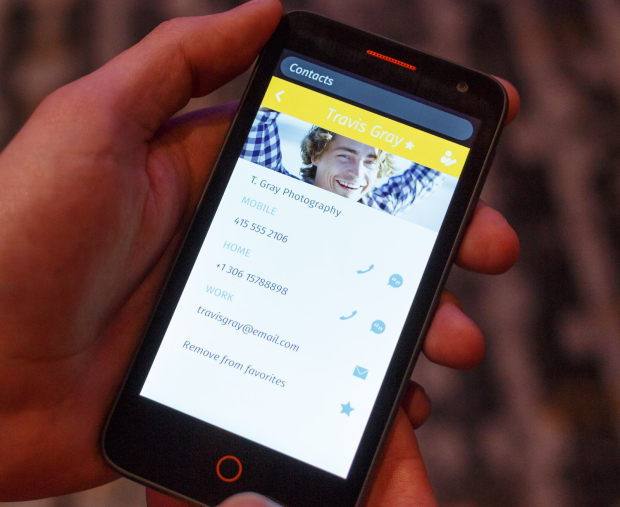 Contacts
Travis Gray
T. Gray Photography
MOBILE
415 555 2106
HOME
+1 306 15788898
WORK
travisgray@email.com
Remove from favorites